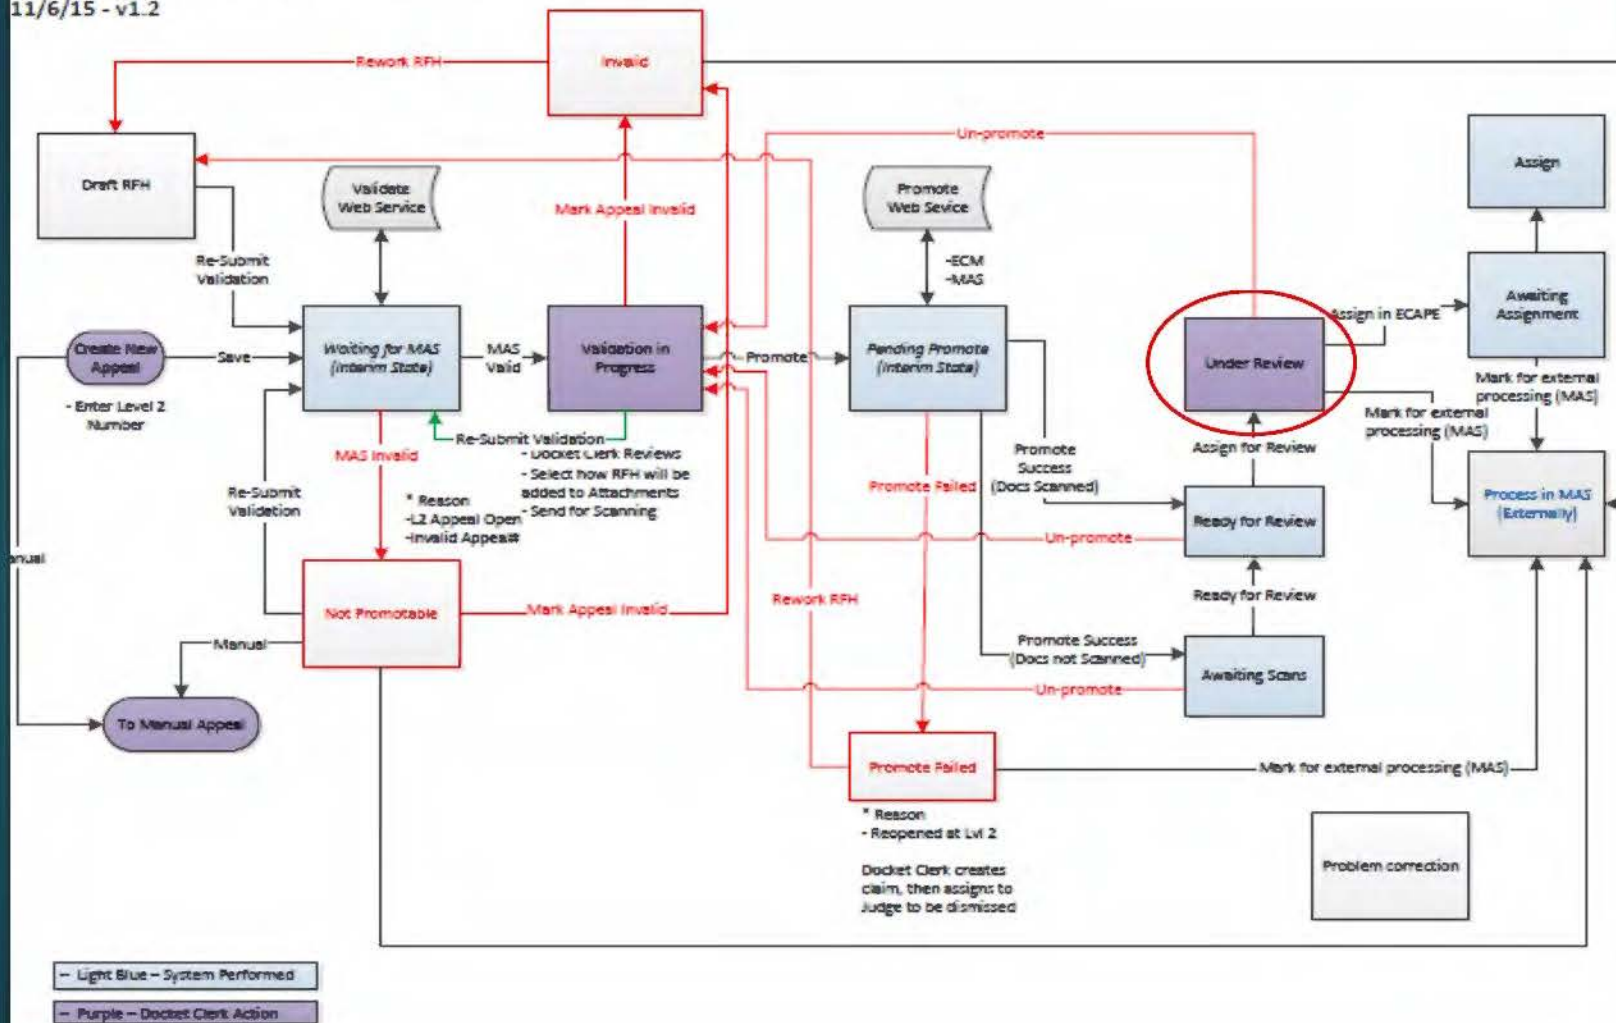 11/6/15 - v1.2
Rework RFH
Invalid
Un-promote
Draft RFH
Validate
Web Service
Promote
Web Sevice
Assign
Mark Appeal Invalid
Re-Submit
Validation
-ECM
-MAS
Awaiting
Assignment
Assign in ECAPE
Create New
Appeal
Save
Waiting for MAS
(Interim State)
MAS
Valid
Validation in
Progress
Promote
Pending Promote
(Interim State)
Under Review
- Enter Level 2
Number
Mark for external
processing (MAS)
Mark for external
processing (MAS)
Re-Submit Validation
- Docket Clerk Reviews
- Select how RFH will be
added to Attachments
- Send for Scanning
MAS Invalid
Re-Submit
Validation
* Reason
-L2 Appeal Open
-Invalid Appeal#
Promote
Success
(Docs Scanned)
Promote Failed
Assign for Review
Ready for Review
Process in MAS
(Externally)
Un-promote
anual
Not Promotable
Mark Appeal Invalid
Rework RFH
Ready for Review
Manual
Promote Success
(Docs not Scanned)
Awaiting Scans
Un-promote
To Manual Appeal
Promote Failed
Mark for external processing (MAS)
* Reason
- Reopened at Lvl 2
Docket Clerk creates
claim, then assigns to
Judge to be dismissed
Problem correction
– Light Blue – System Performed
– Purple – Docket Clerk Action